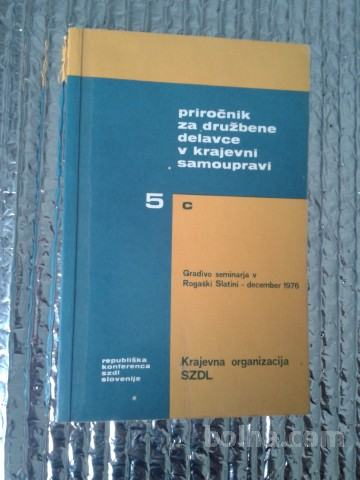 priročnik
za družbene
delavce
v krajevni
samoupravi
5 c
Gradivo seminarja v
Rogaški Slatini - december 1976
republiška
konferenca
szdl
slovenije
Krajevna organizacija
SZDL
bolha.com